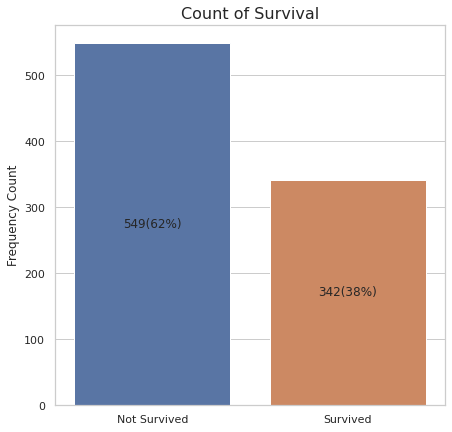 Count of Survival
Frequency Count
500
400
300
200
100
0
549(62%)
342(38%)
Not Survived
Survived